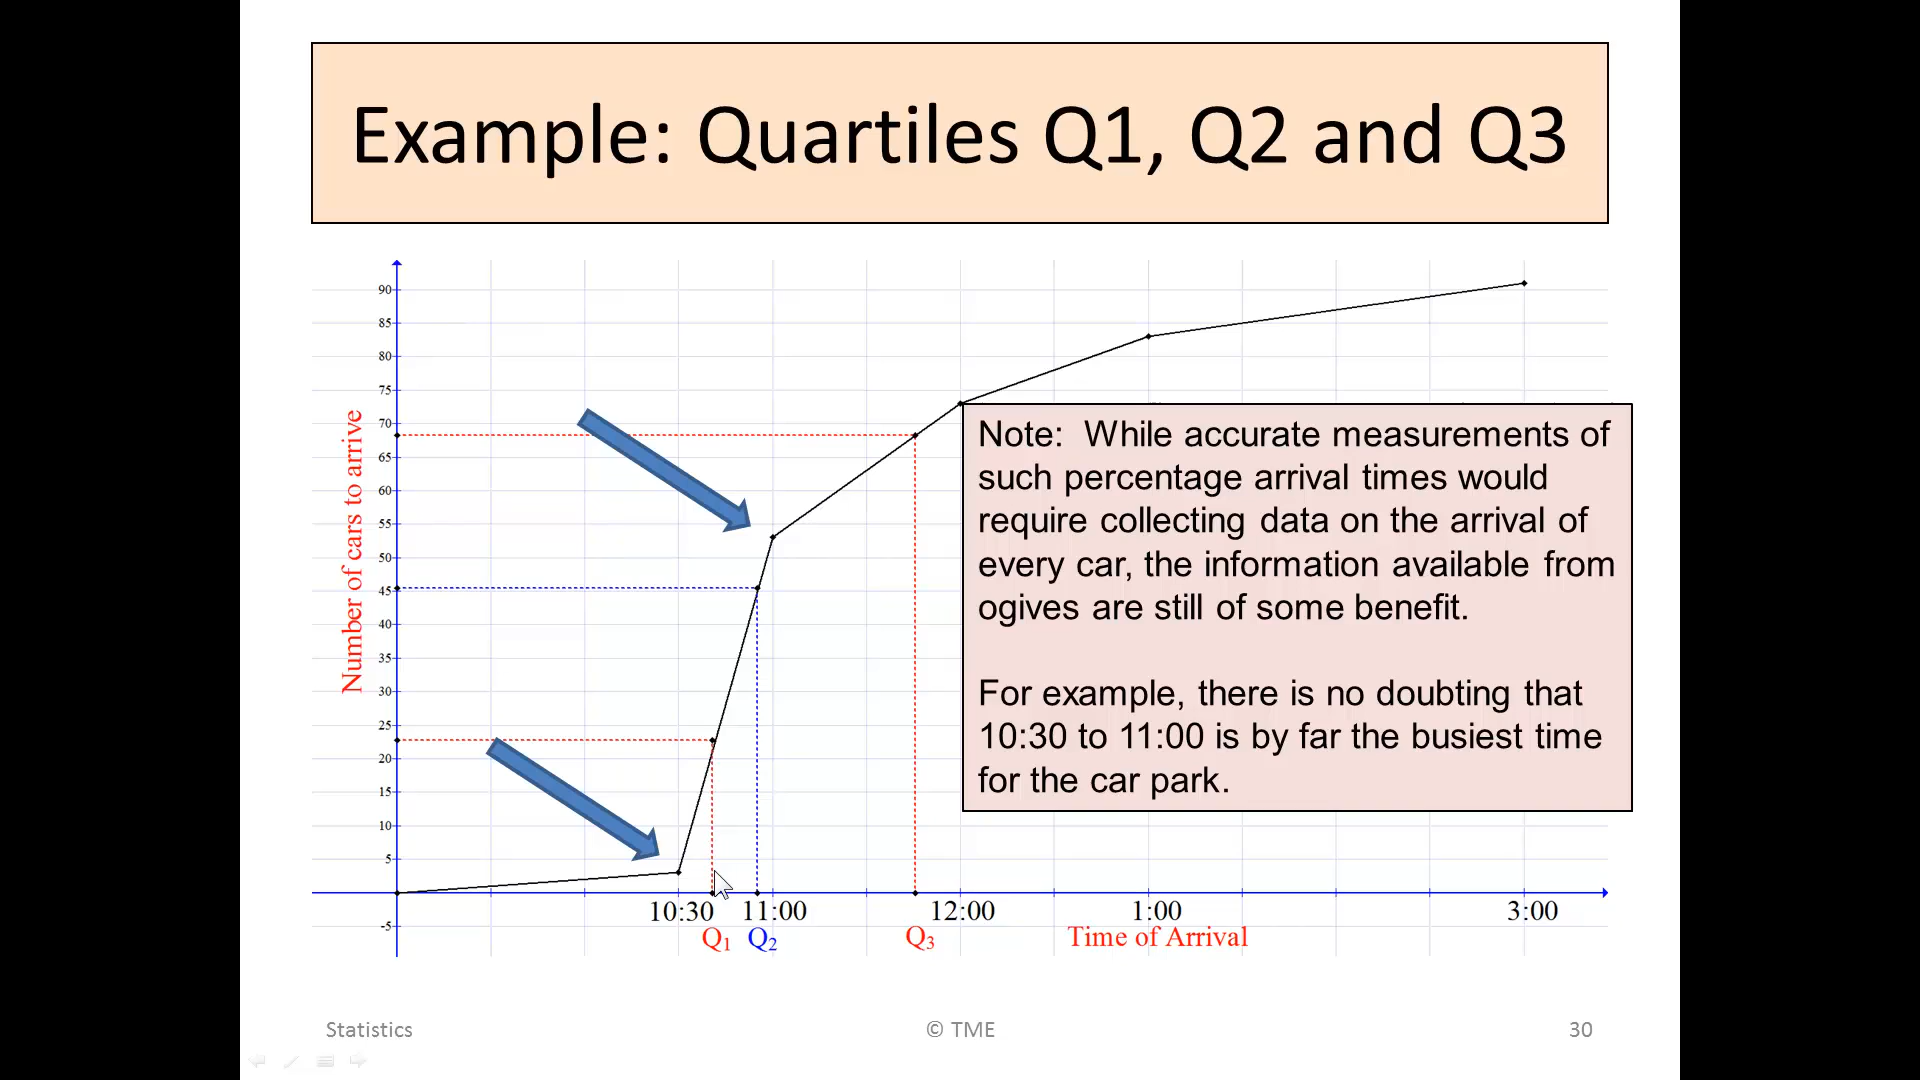 Example: Quartiles Q1, Q2 and Q3
90
85
80
75
70
65
60
55
50
45
40
35
30
25
20
15
10
5
-5
Number of cars to arrive
Note: While accurate measurements of
such percentage arrival times would
require collecting data on the arrival of
every car, the information available from
ogives are still of some benefit.
For example, there is no doubting that
10:30 to 11:00 is by far the busiest time
for the car park.
10:30 11:00 12:00 1:00 3:00
Q1 Q2 Q3 Time of Arrival
Statistics © TME 30